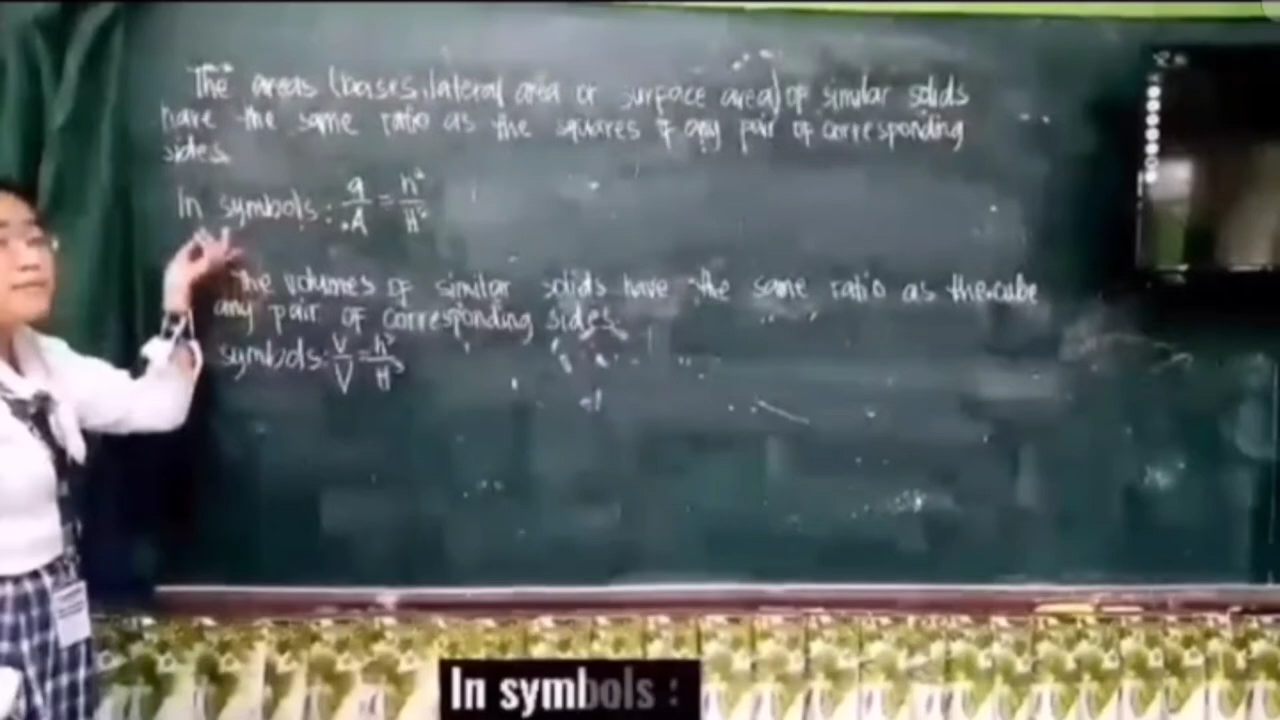 The areas (bases, lateral area or surface area) of similar solids
have the same ratio as the squares of any pair of corresponding
sides.
In symbols: a/A = h²/H²
The volumes of similar solids have the same ratio as the cube
any pair of corresponding sides.
symbols: v/V = h³/H³
In symbols :